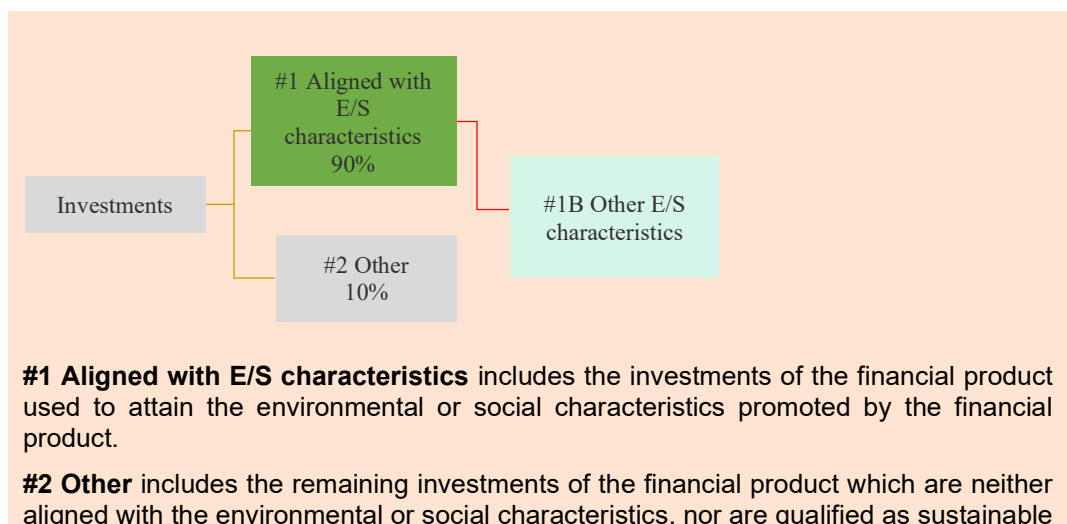 #1 Aligned with
E/S
characteristics
90%
Investments
#1B Other E/S
characteristics
#2 Other
10%
#1 Aligned with E/S characteristics includes the investments of the financial product
used to attain the environmental or social characteristics promoted by the financial
product.
#2 Other includes the remaining investments of the financial product which are neither
aligned with the environmental or social characteristics, nor are qualified as sustainable